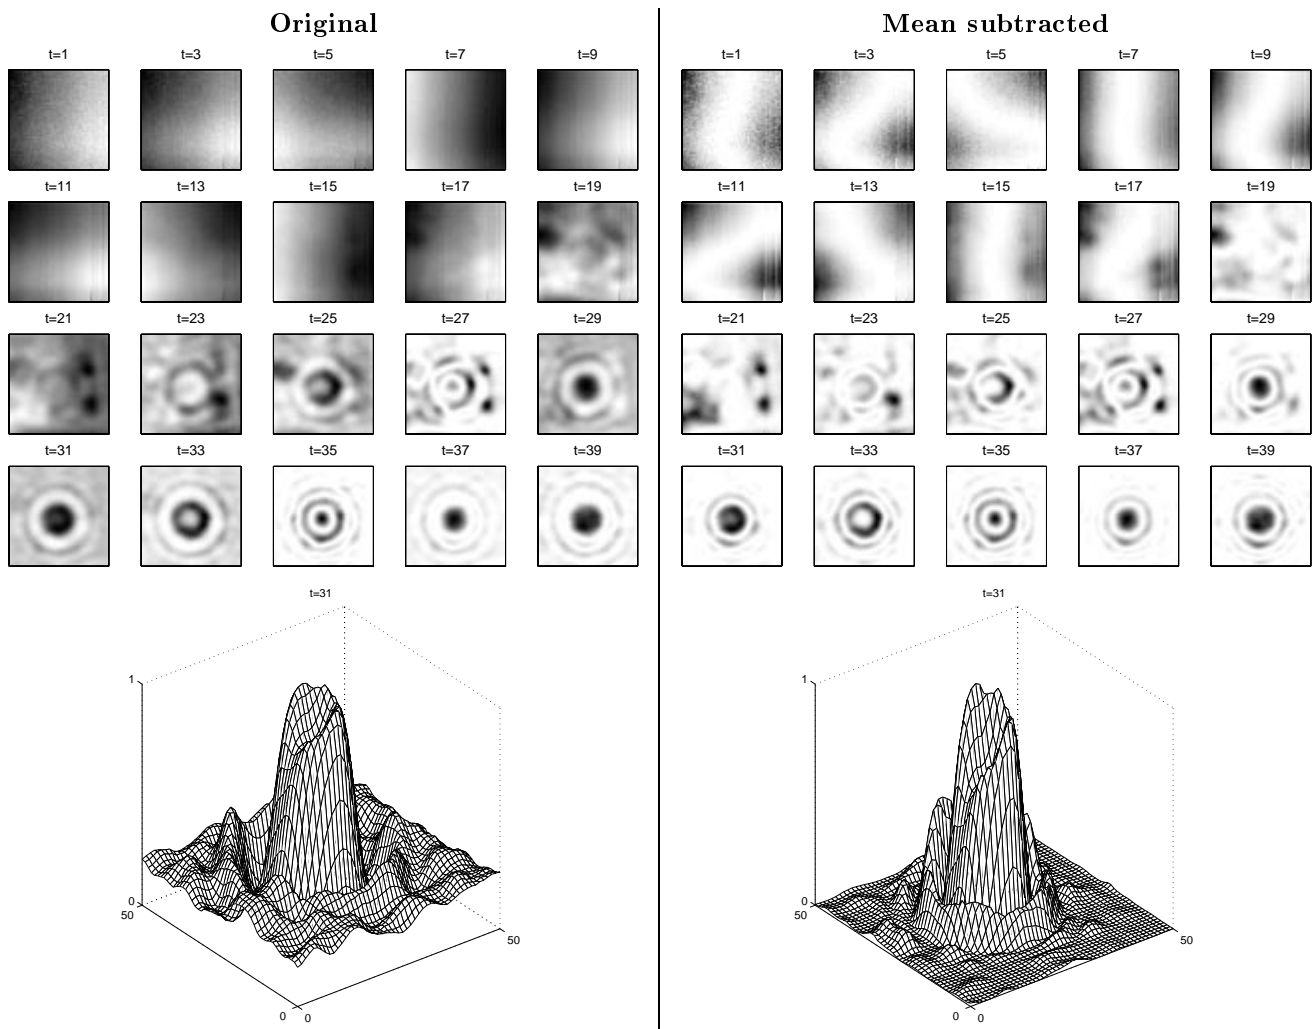 Original
t=1 t=3 t=5 t=7 t=9
t=11 t=13 t=15 t=17 t=19
t=21 t=23 t=25 t=27 t=29
t=31 t=33 t=35 t=37 t=39
t=31
1
0
50
50
0
0
Mean subtracted
t=1 t=3 t=5 t=7 t=9
t=11 t=13 t=15 t=17 t=19
t=21 t=23 t=25 t=27 t=29
t=31 t=33 t=35 t=37 t=39
t=31
1
0
50
50
0
0